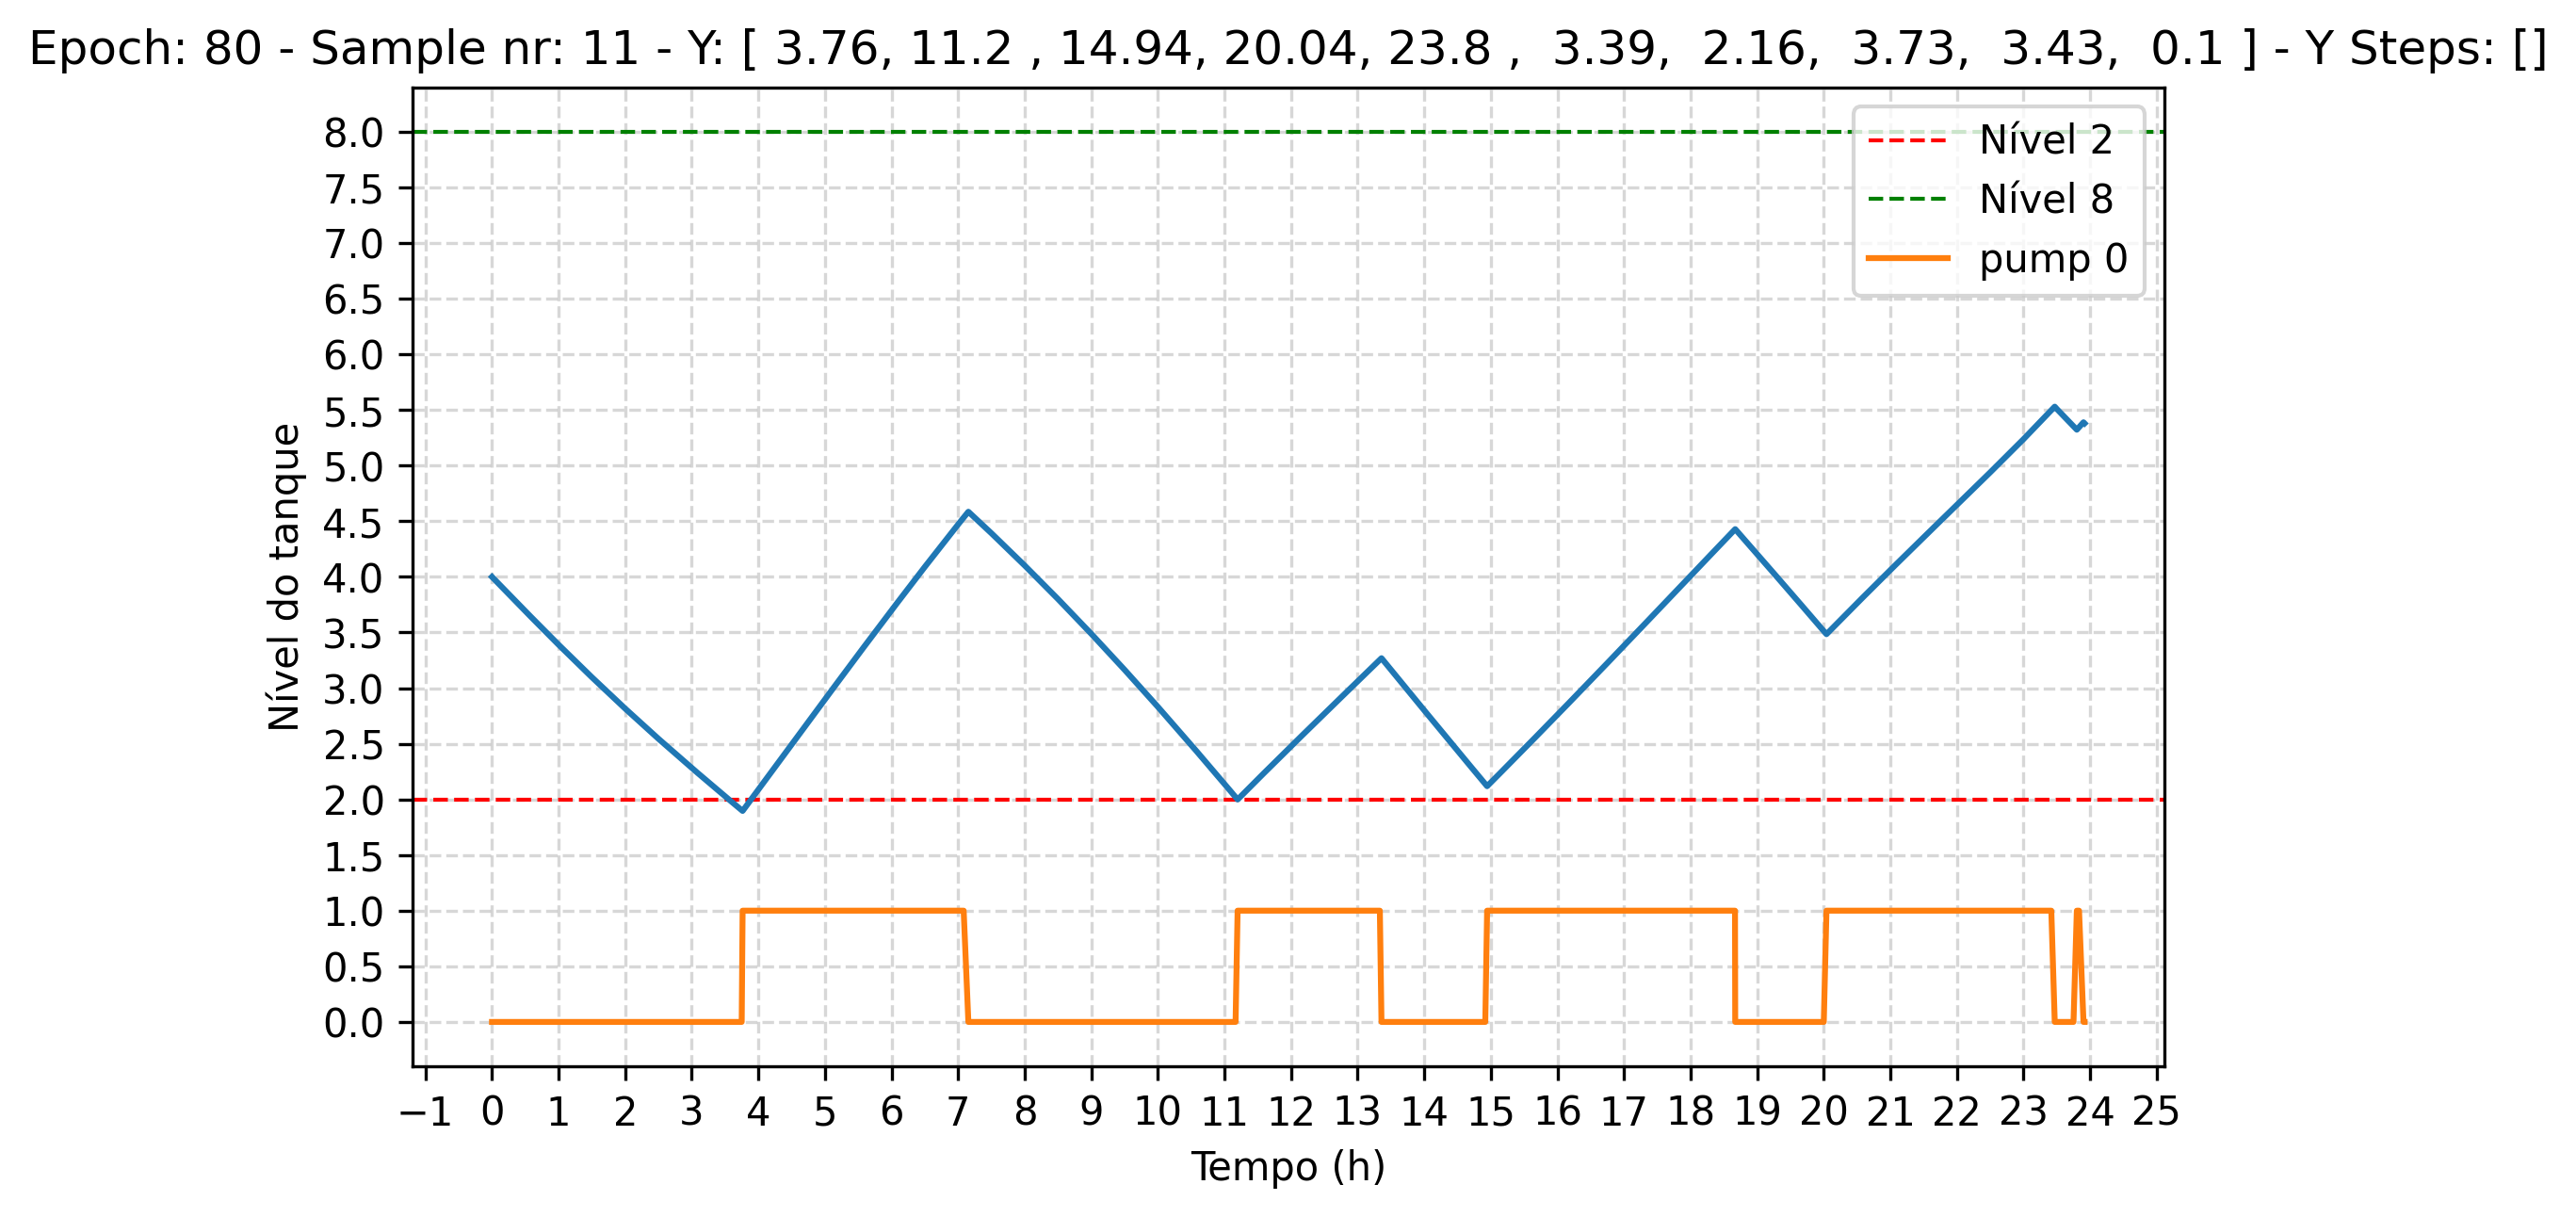 Epoch: 80 - Sample nr: 11 - Y: [ 3.76, 11.2 , 14.94, 20.04, 23.8 ,  3.39,  2.16,  3.73,  3.43,  0.1 ] - Y Steps: []
8.0
7.5
7.0
6.5
6.0
5.5
5.0
4.5
4.0
3.5
3.0
2.5
2.0
1.5
1.0
0.5
0.0
Nível do tanque
Nível 2
Nível 8
pump 0
−1 0 1 2 3 4 5 6 7 8 9 10 11 12 13 14 15 16 17 18 19 20 21 22 23 24 25
Tempo (h)